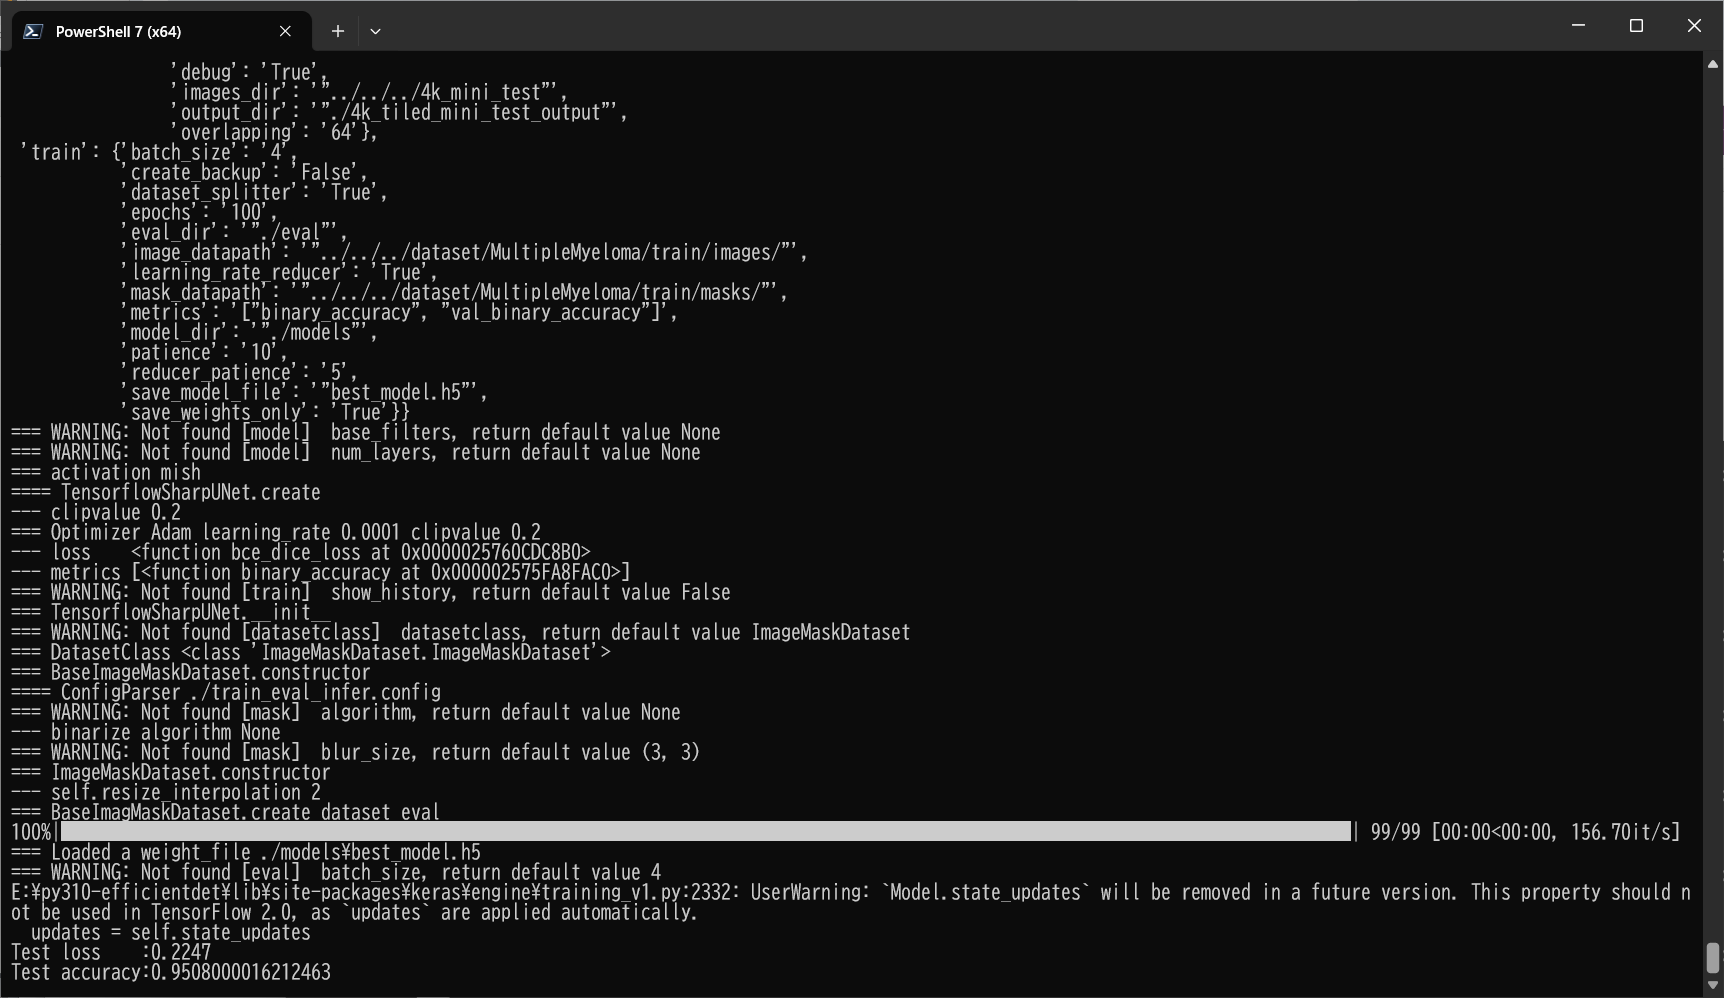 PowerShell 7 (x64)
'debug': 'True',
'images_dir': '"../../../4k_mini_test"',
'output_dir': '"./4k_tiled_mini_test_output"',
'overlapping': '64'},
'train': {'batch_size': '4',
'create_backup': 'False',
'dataset_splitter': 'True',
'epochs': '100',
'eval_dir': '"./eval"',
'image_datapath': '"../../../dataset/MultipleMyeloma/train/images/"',
'learning_rate_reducer': 'True',
'mask_datapath': '"../../../dataset/MultipleMyeloma/train/masks/"',
'metrics': '["binary_accuracy", "val_binary_accuracy"]',
'model_dir': '"./models"',
'patience': '10',
'reducer_patience': '5',
'save_model_file': '"best_model.h5"',
'save_weights_only': 'True'}}
=== WARNING: Not found [model]  base_filters, return default value None
=== WARNING: Not found [model]  num_layers, return default value None
=== activation mish
==== TensorflowSharpUNet.create
--- clipvalue 0.2
=== Optimizer Adam learning_rate 0.0001 clipvalue 0.2
--- loss    <function bce_dice_loss at 0x0000025760CDC8B0>
--- metrics [<function binary_accuracy at 0x000002575FA8FAC0>]
=== WARNING: Not found [train]  show_history, return default value False
=== TensorflowSharpUNet.__init__
=== WARNING: Not found [datasetclass]  datasetclass, return default value ImageMaskDataset
=== DatasetClass <class 'ImageMaskDataset.ImageMaskDataset'>
=== BaseImageMaskDataset.constructor
==== ConfigParser ./train_eval_infer.config
=== WARNING: Not found [mask]  algorithm, return default value None
--- binarize algorithm None
=== WARNING: Not found [mask]  blur_size, return default value (3, 3)
=== ImageMaskDataset.constructor
--- self.resize_interpolation 2
=== BaseImagMaskDataset.create dataset eval
100%| | 99/99 [00:00<00:00, 156.70it/s]
=== Loaded a weight_file ./models¥best_model.h5
=== WARNING: Not found [eval]  batch_size, return default value 4
E:¥py310-efficientdet¥lib¥site-packages¥keras¥engine¥training_v1.py:2332: UserWarning: `Model.state_updates` will be removed in a future version. This property should n
ot be used in TensorFlow 2.0, as `updates` are applied automatically.
updates = self.state_updates
Test loss    :0.2247
Test accuracy:0.9508000016212463